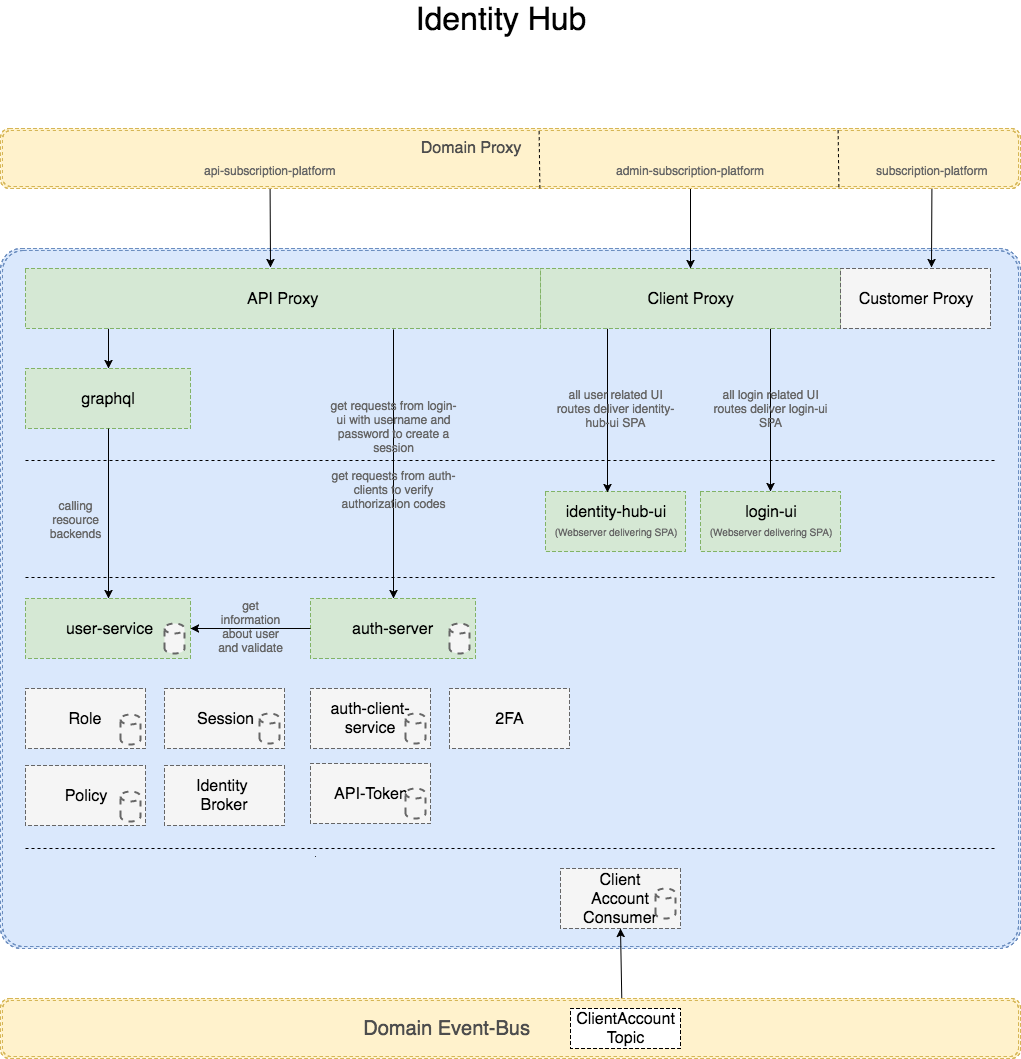 Identity Hub
Domain Proxy
api-subscription-platform
admin-subscription-platform
subscription-platform
API Proxy
Client Proxy
Customer Proxy
graphql
get requests from login-
ui with username and
password to create a
session
all user related UI
routes deliver identity-
hub-ui SPA
all login related UI
routes deliver login-ui
SPA
get requests from auth-
clients to verify
authorization codes
calling
resource
backends
identity-hub-ui
(Webserver delivering SPA)
login-ui
(Webserver delivering SPA)
user-service
get
information
about user
and validate
auth-server
Role
Session
auth-client-
service
2FA
Policy
Identity
Broker
API-Token
Client
Account
Consumer
Domain Event-Bus
ClientAccount
Topic